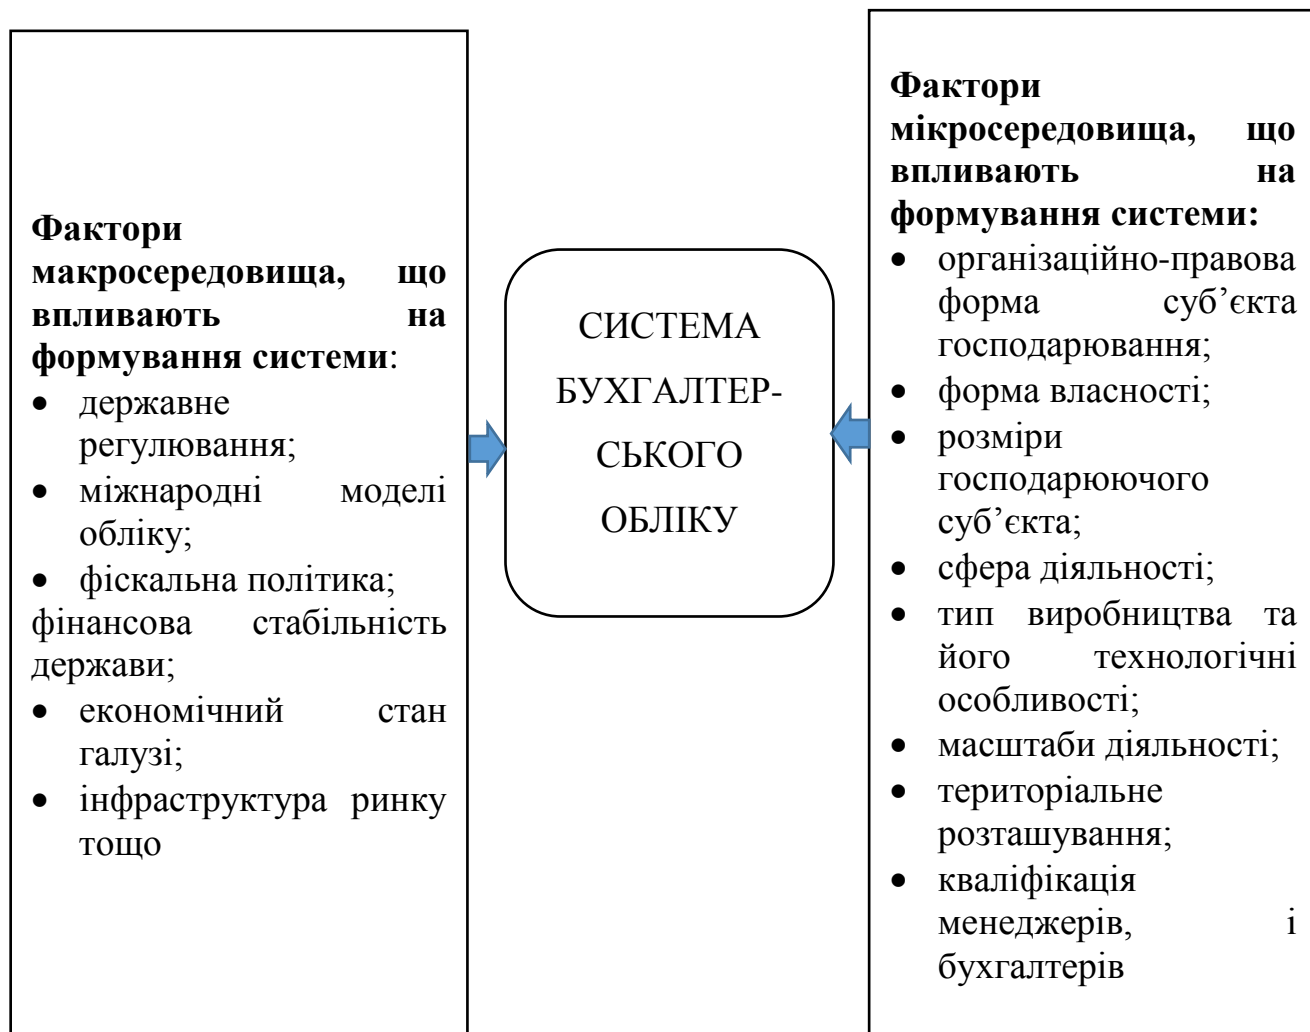 Фактори
макросередовища, що
впливають на
формування системи:
• державне
регулювання;
• міжнародні моделі
обліку;
• фіскальна політика;
фінансова стабільність
держави;
• економічний стан
галузі;
• інфраструктура ринку
тощо
СИСТЕМА
БУХГАЛТЕР-
СЬКОГО
ОБЛІКУ
Фактори
мікросередовища, що
впливають на
формування системи:
• організаційно-правова
форма суб’єкта
господарювання;
• форма власності;
• розміри
господарюючого
суб’єкта;
• сфера діяльності;
• тип виробництва та
його технологічні
особливості;
• масштаби діяльності;
• територіальне
розташування;
• кваліфікація
менеджерів, і
бухгалтерів